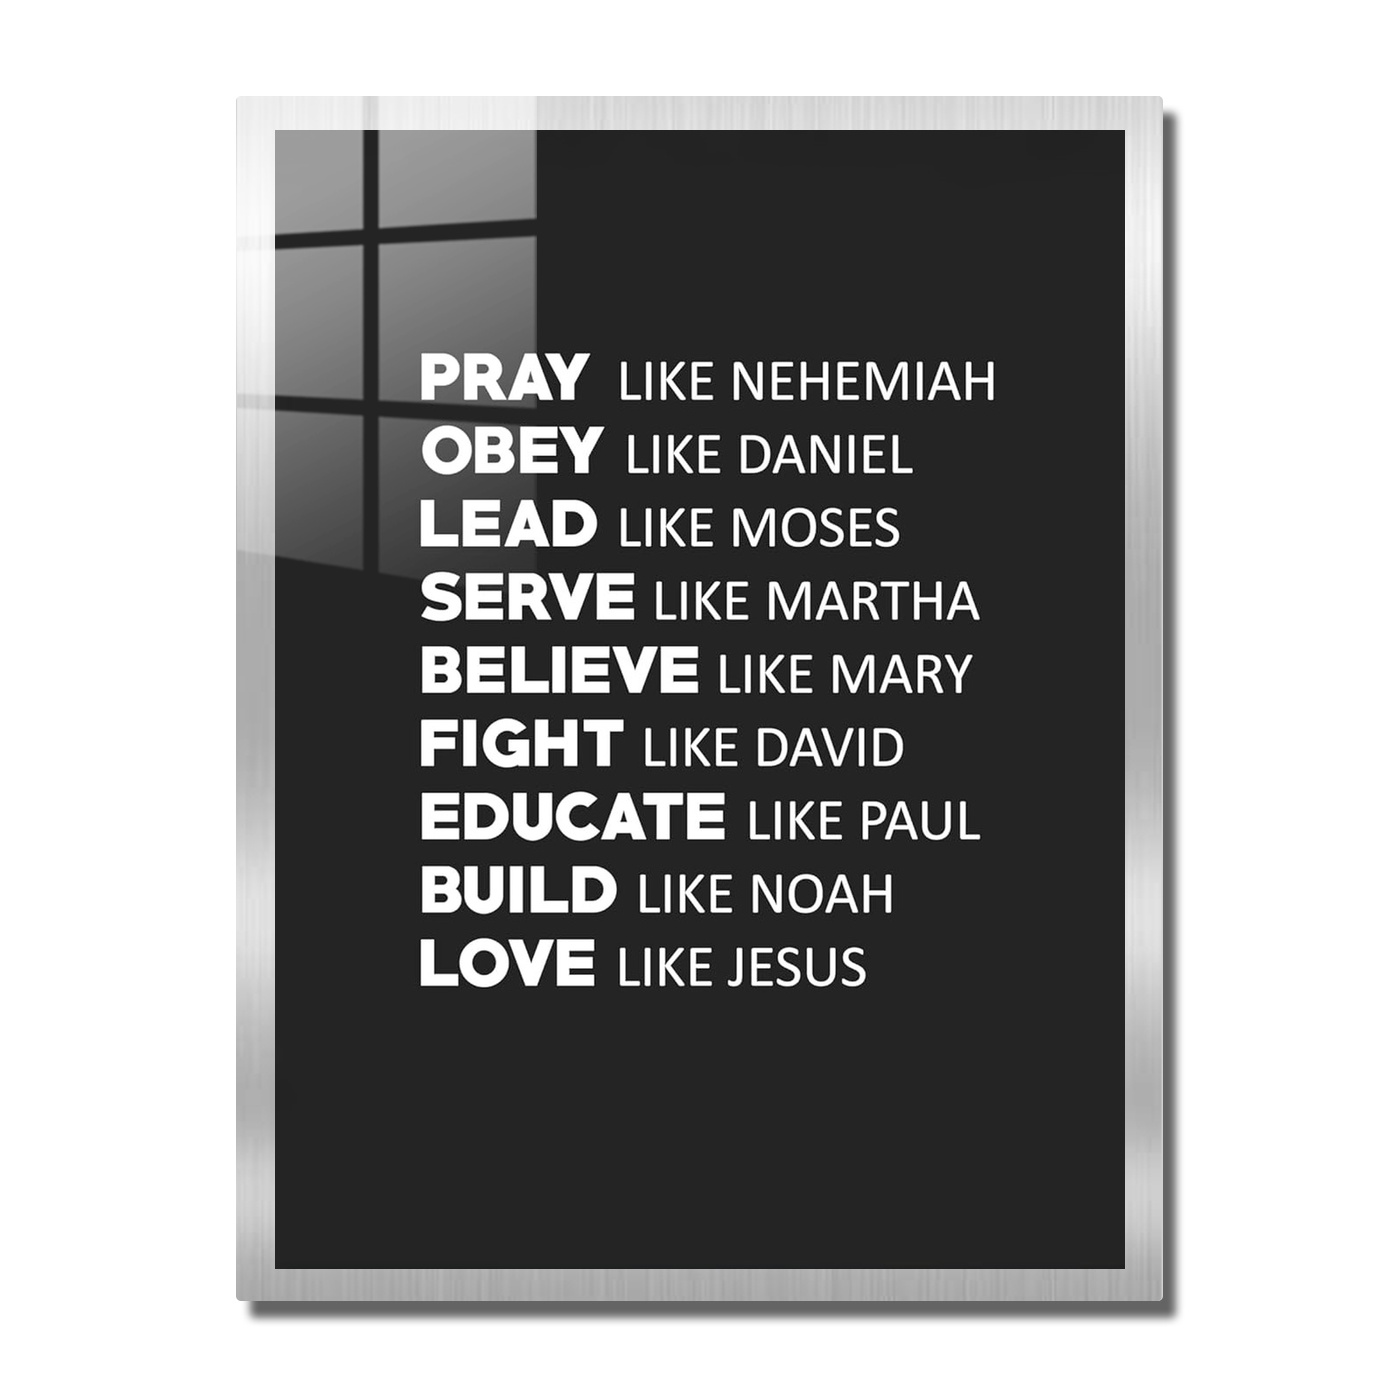 PRAY LIKE NEHEMIAH
OBEY LIKE DANIEL
LEAD LIKE MOSES
SERVE LIKE MARTHA
BELIEVE LIKE MARY
FIGHT LIKE DAVID
EDUCATE LIKE PAUL
BUILD LIKE NOAH
LOVE LIKE JESUS